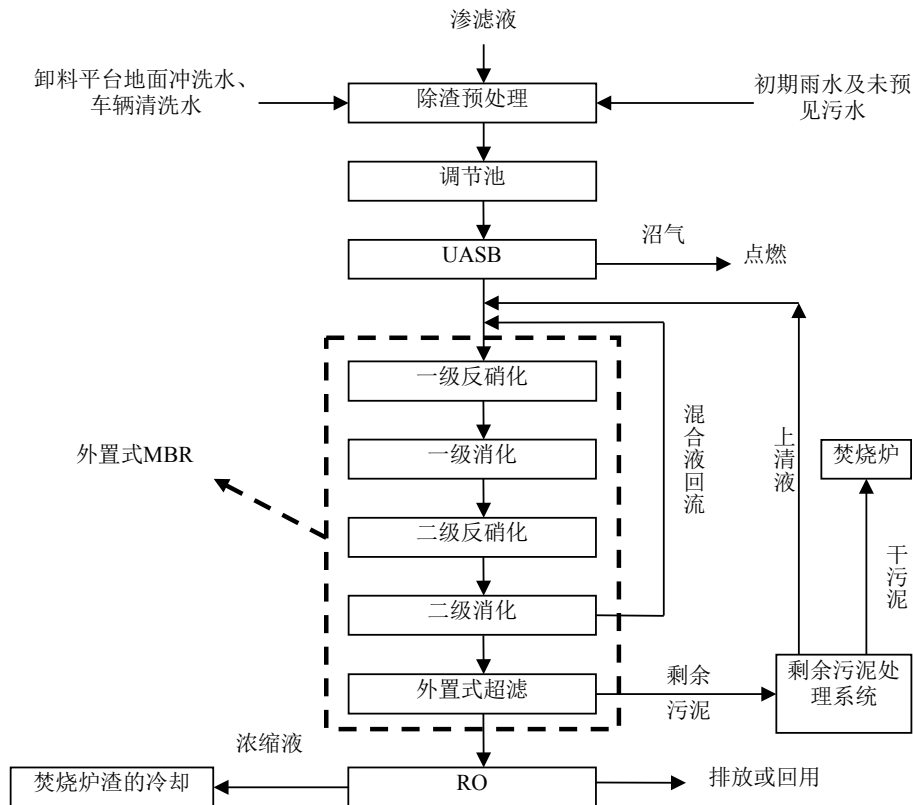 渗滤液
卸料平台地面冲洗水、
车辆清洗水
除渣预处理
初期雨水及未预
见污水
调节池
UASB
沼气
点燃
一级反硝化
一级消化
二级反硝化
二级消化
外置式超滤
外置式MBR
混合液回流
上清液
焚烧炉
干污泥
剩余
污泥
剩余污泥处
理系统
浓缩液
焚烧炉渣的冷却
RO
排放或回用